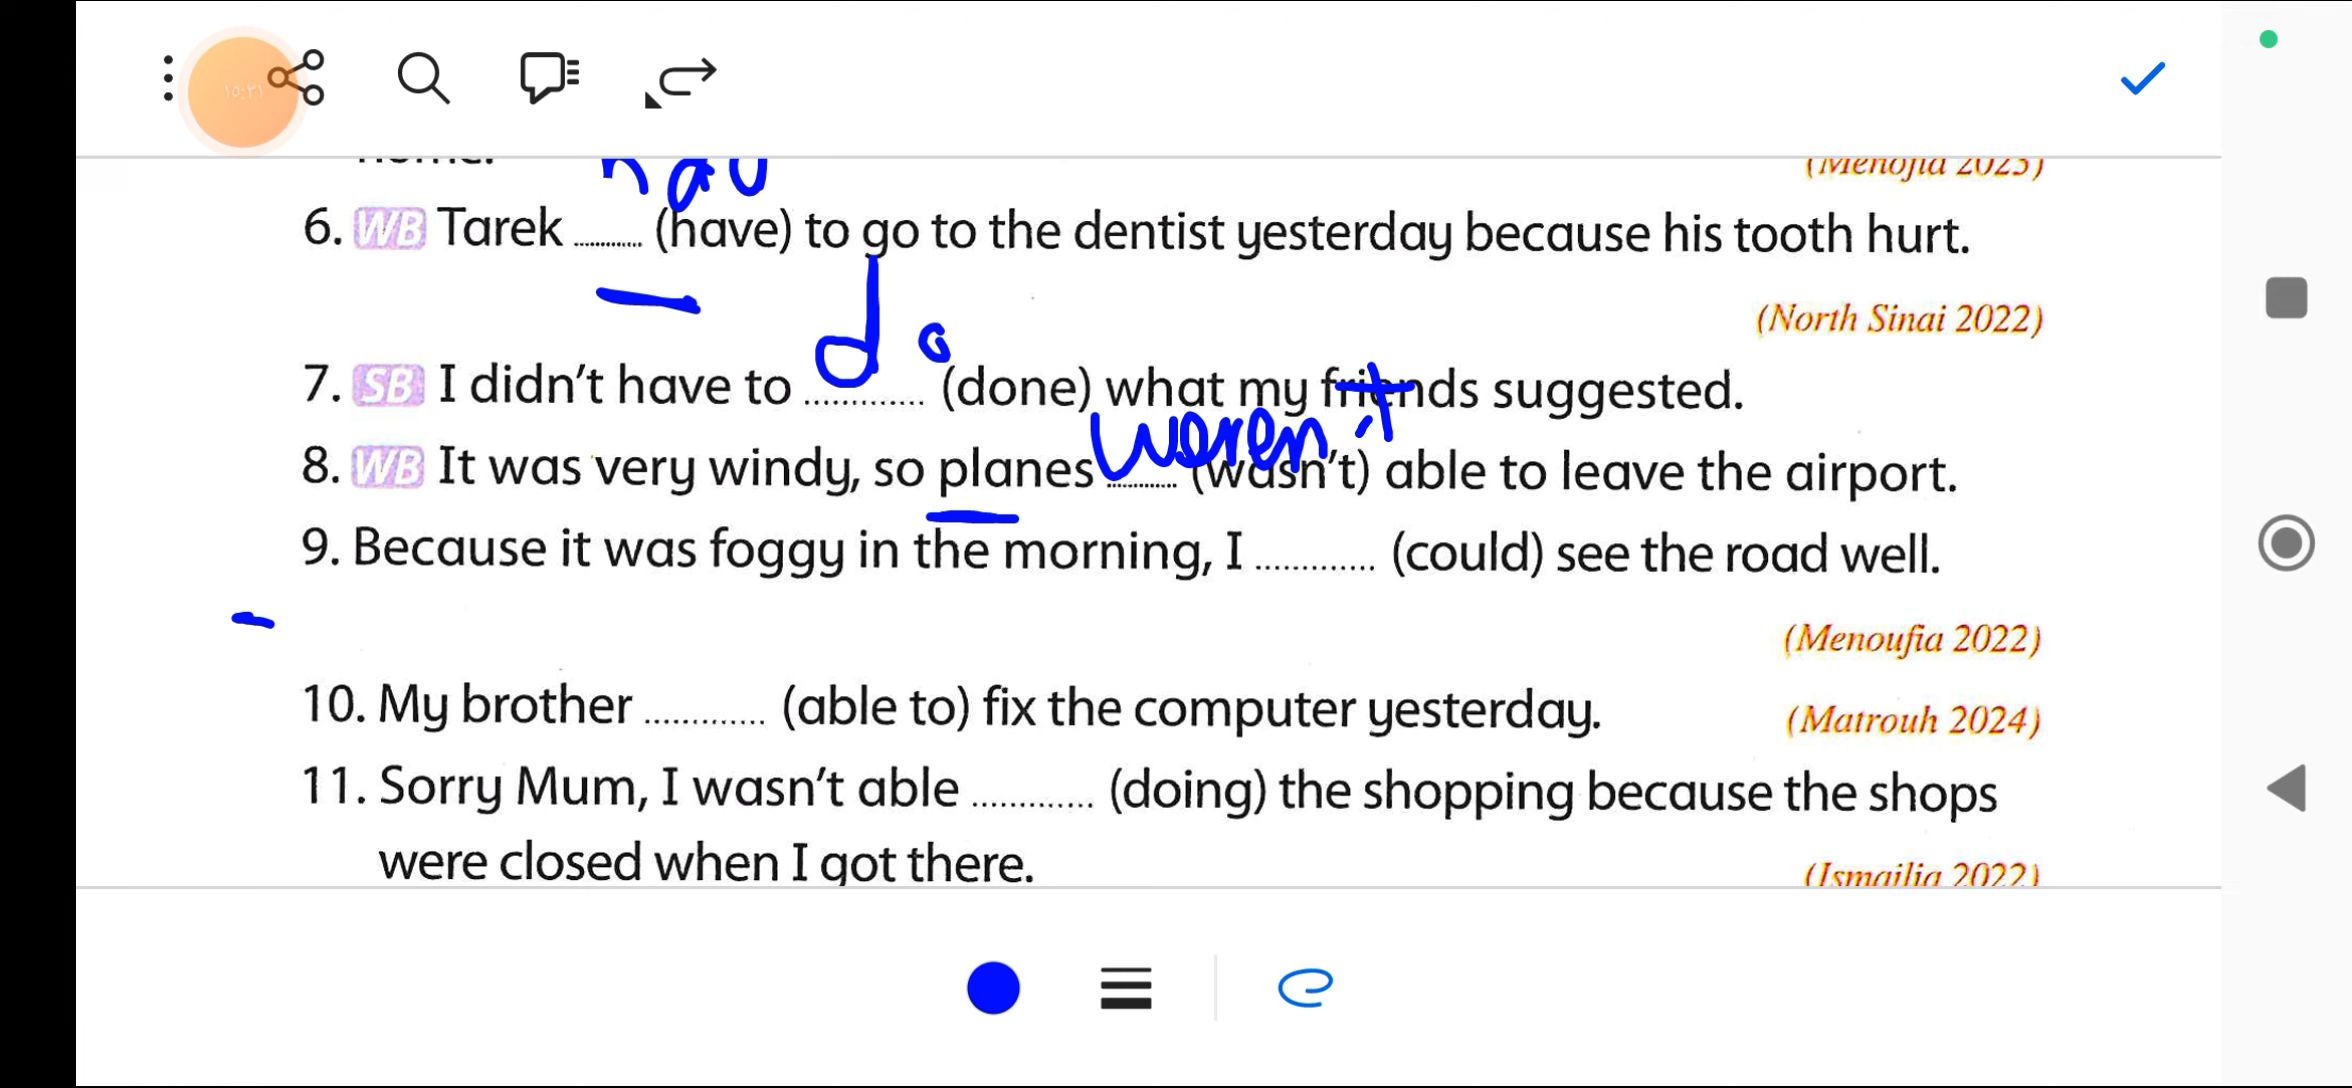 ١٥:٣١
had
(Menofia 2023)
6. WB Tarek ............ (have) to go to the dentist yesterday because his tooth hurt.
(North Sinai 2022)
do
7. SB I didn't have to ............. (done) what my friends suggested.
weren't
8. WB It was very windy, so planes ............ (wasn't) able to leave the airport.
9. Because it was foggy in the morning, I ............. (could) see the road well.
(Menoufia 2022)
10. My brother ............. (able to) fix the computer yesterday. (Matrouh 2024)
11. Sorry Mum, I wasn't able ............. (doing) the shopping because the shops
were closed when I got there. (Ismailia 2022)